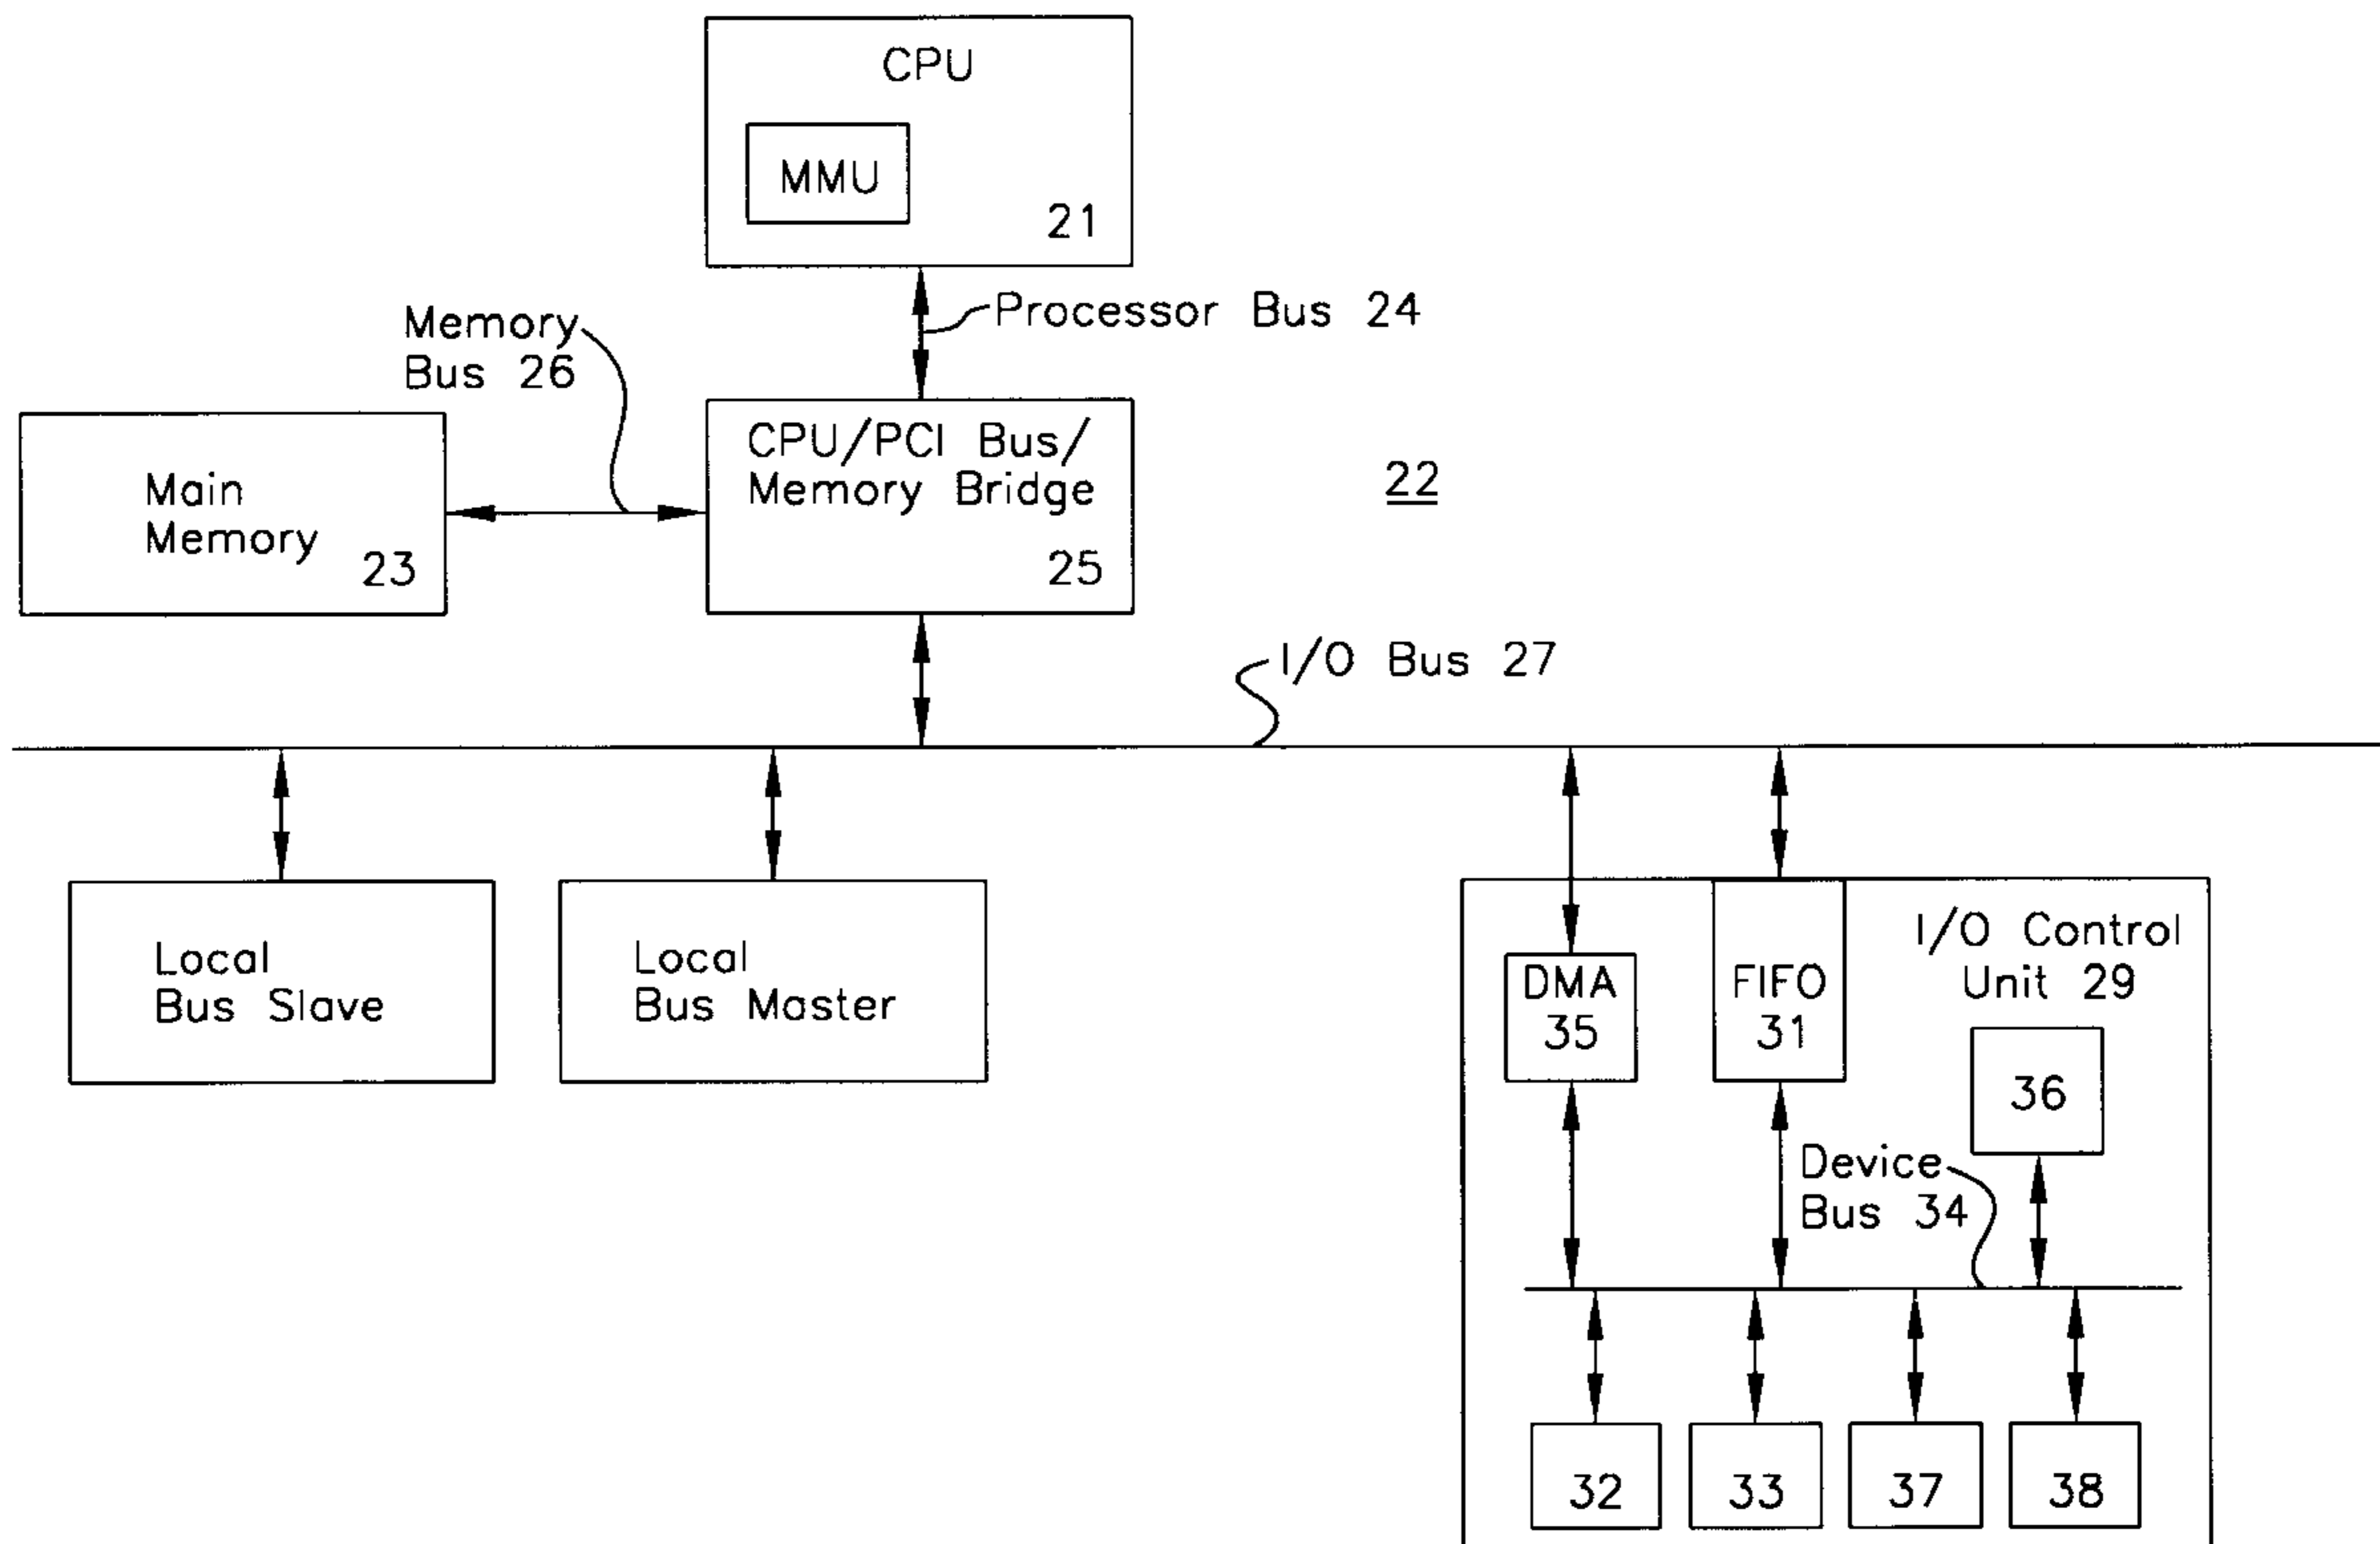 CPU
MMU
21
Processor Bus 24
Memory
Bus 26
CPU/PCI Bus/
Memory Bridge
25
22
Main
Memory
23
I/O Bus 27
Local
Bus Slave
Local
Bus Master
DMA
35
FIFO
31
I/O Control
Unit 29
36
Device
Bus 34
32
33
37
38